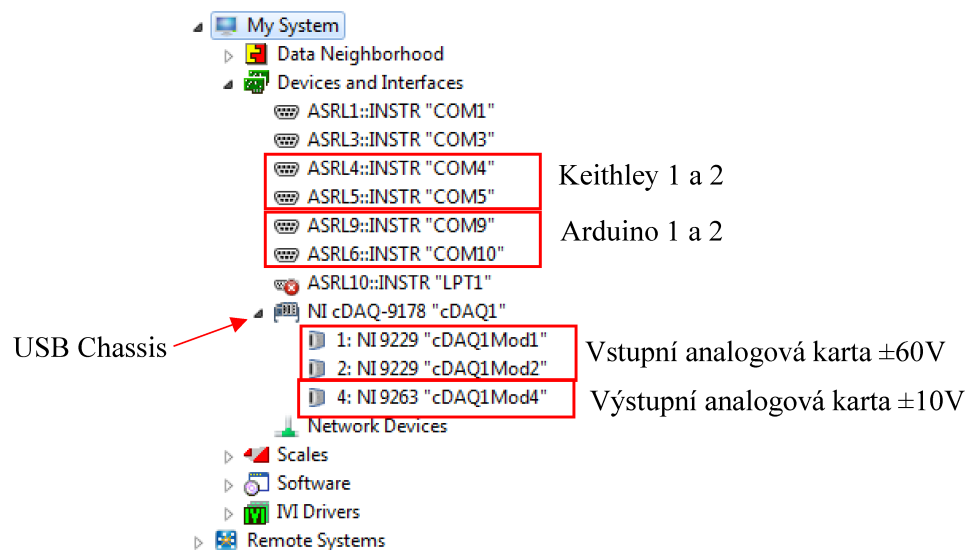 My System
Data Neighborhood
Devices and Interfaces
ASRL1::INSTR "COM1"
ASRL3::INSTR "COM3"
ASRL4::INSTR "COM4"
Keithley 1 a 2
ASRL5::INSTR "COM5"
ASRL9::INSTR "COM9"
Arduino 1 a 2
ASRL6::INSTR "COM10"
ASRL10::INSTR "LPT1"
NI cDAQ-9178 "cDAQ1"
USB Chassis
1: NI 9229 "cDAQ1Mod1"
Vstupní analogová karta ±60V
2: NI 9229 "cDAQ1Mod2"
4: NI 9263 "cDAQ1Mod4"
Výstupní analogová karta ±10V
Network Devices
Scales
Software
IVI Drivers
Remote Systems